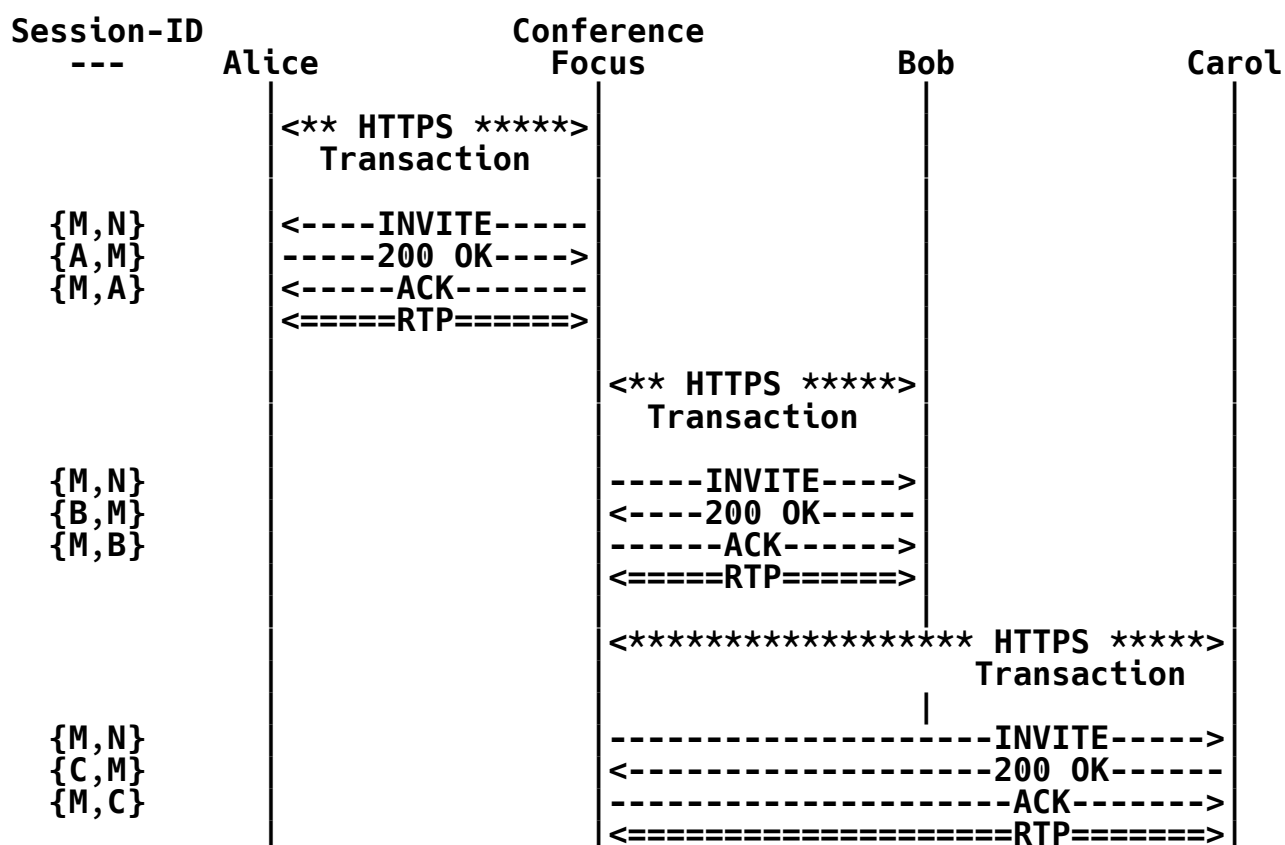 Session-ID Conference
--- Alice Focus Bob Carol
| | | |
|<** HTTPS *****>| | |
| Transaction | | |
| | | |
{M,N} |<----INVITE-----| | |
{A,M} |-----200 OK---->| | |
{M,A} |<-----ACK-------| | |
|<=====RTP======>| | |
| | | |
| |<** HTTPS *****>| |
| | Transaction | |
| | | |
{M,N} | |-----INVITE---->| |
{B,M} | |<----200 OK-----| |
{M,B} | |------ACK------>| |
| |<=====RTP======>| |
| | | |
| |<****************** HTTPS *****>|
| | Transaction |
| | | |
{M,N} | |--------------------INVITE----->|
{C,M} | |<-------------------200 OK------|
{M,C} | |---------------------ACK------->|
| |<====================RTP=======>|